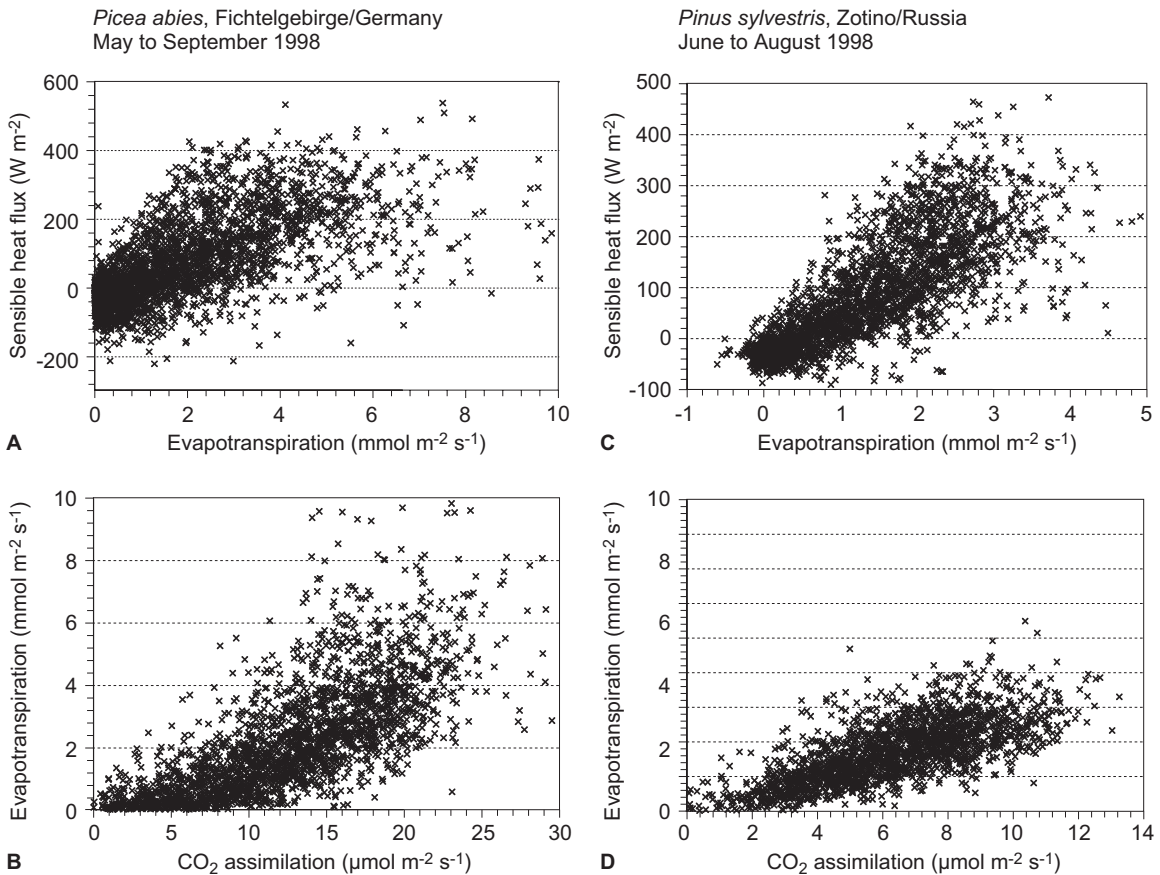 Picea abies, Fichtelgebirge/Germany
May to September 1998
Pinus sylvestris, Zotino/Russia
June to August 1998
Sensible heat flux (W m-2)
600
400
200
0
-200
0 2 4 6 8 10
Evapotranspiration (mmol m-2 s-1)
A
Sensible heat flux (W m-2)
500
400
300
200
100
0
-100
-1 0 1 2 3 4 5
Evapotranspiration (mmol m-2 s-1)
C
Evapotranspiration (mmol m-2 s-1)
10
8
6
4
2
0
0 5 10 15 20 25 30
CO2 assimilation (µmol m-2 s-1)
B
Evapotranspiration (mmol m-2 s-1)
10
8
6
4
2
0
0 2 4 6 8 10 12 14
CO2 assimilation (µmol m-2 s-1)
D